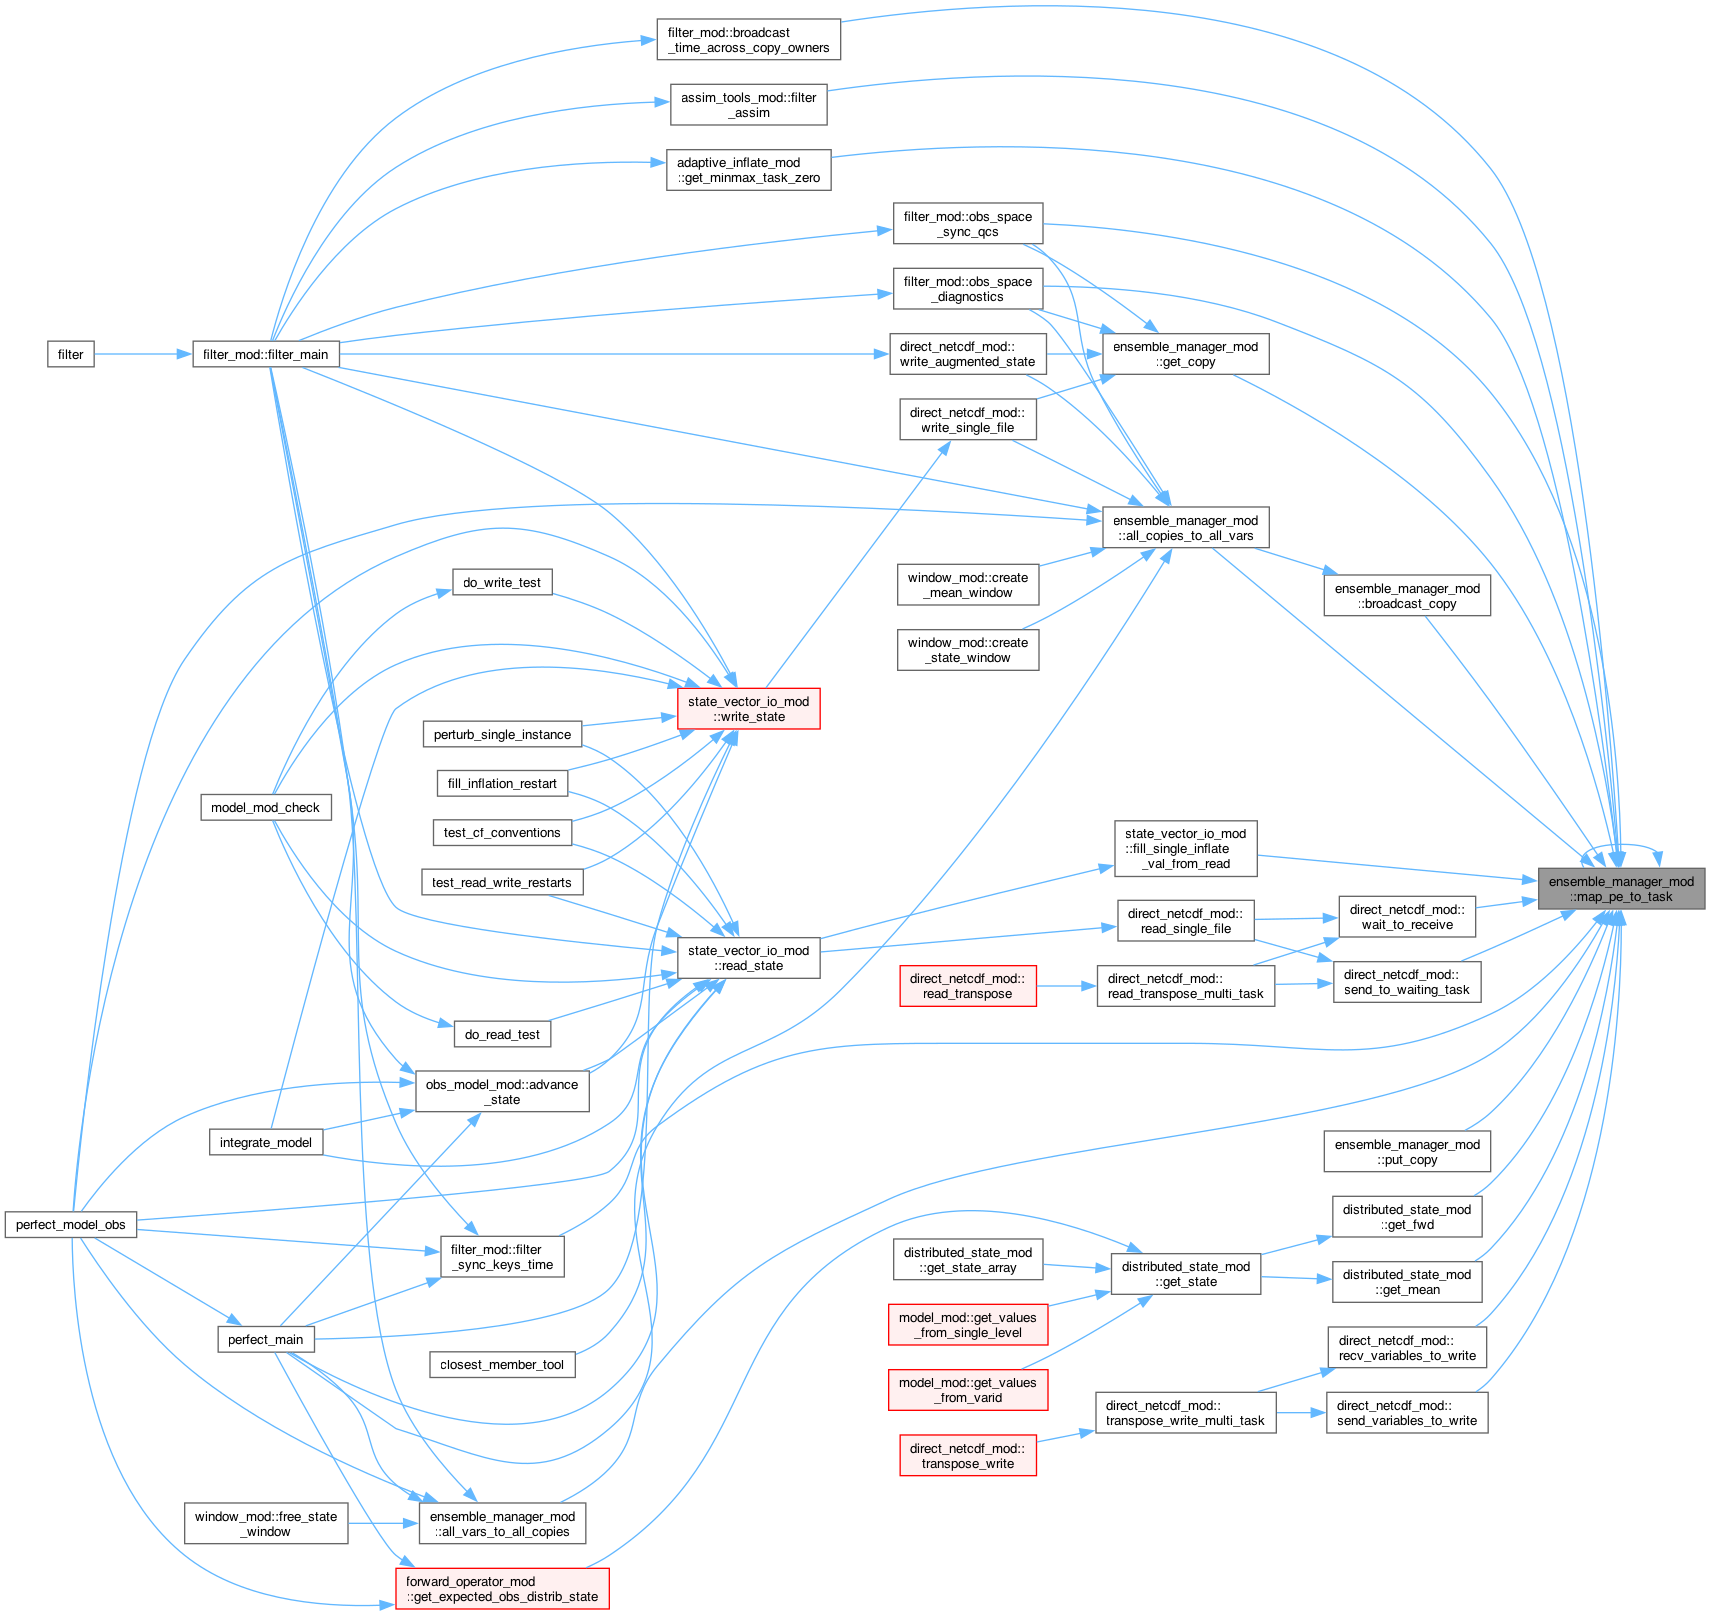 filter_mod::broadcast
_time_across_copy_owners
assim_tools_mod::filter
_assim
adaptive_inflate_mod
::get_minmax_task_zero
filter_mod::obs_space
_sync_qcs
filter_mod::obs_space
_diagnostics
filter
filter_mod::filter_main
direct_netcdf_mod::
write_augmented_state
ensemble_manager_mod
::get_copy
direct_netcdf_mod::
write_single_file
ensemble_manager_mod
::all_copies_to_all_vars
do_write_test
window_mod::create
_mean_window
ensemble_manager_mod
::broadcast_copy
window_mod::create
_state_window
state_vector_io_mod
::write_state
perturb_single_instance
fill_inflation_restart
model_mod_check
test_cf_conventions
state_vector_io_mod
::fill_single_inflate
_val_from_read
test_read_write_restarts
ensemble_manager_mod
::map_pe_to_task
direct_netcdf_mod::
read_single_file
direct_netcdf_mod::
wait_to_receive
state_vector_io_mod
::read_state
direct_netcdf_mod::
read_transpose
direct_netcdf_mod::
read_transpose_multi_task
direct_netcdf_mod::
send_to_waiting_task
do_read_test
obs_model_mod::advance
_state
integrate_model
ensemble_manager_mod
::put_copy
perfect_model_obs
distributed_state_mod
::get_fwd
filter_mod::filter
_sync_keys_time
distributed_state_mod
::get_state_array
distributed_state_mod
::get_state
distributed_state_mod
::get_mean
model_mod::get_values
_from_single_level
perfect_main
closest_member_tool
direct_netcdf_mod::
recv_variables_to_write
model_mod::get_values
_from_varid
direct_netcdf_mod::
transpose_write_multi_task
direct_netcdf_mod::
send_variables_to_write
direct_netcdf_mod::
transpose_write
window_mod::free_state
_window
ensemble_manager_mod
::all_vars_to_all_copies
forward_operator_mod
::get_expected_obs_distrib_state